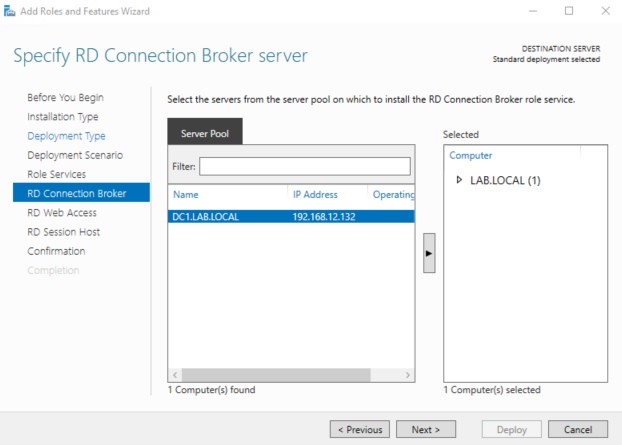 Add Roles and Features Wizard
Specify RD Connection Broker server
DESTINATION SERVER
Standard deployment selected
Before You Begin
Installation Type
Deployment Type
Deployment Scenario
Role Services
RD Connection Broker
RD Web Access
RD Session Host
Confirmation
Completion
Select the servers from the server pool on which to install the RD Connection Broker role service.
Server Pool
Filter:
Name IP Address Operating
DC1.LAB.LOCAL 192.168.12.132
1 Computer(s) found
Selected
Computer
LAB.LOCAL (1)
1 Computer(s) selected
< Previous Next > Deploy Cancel